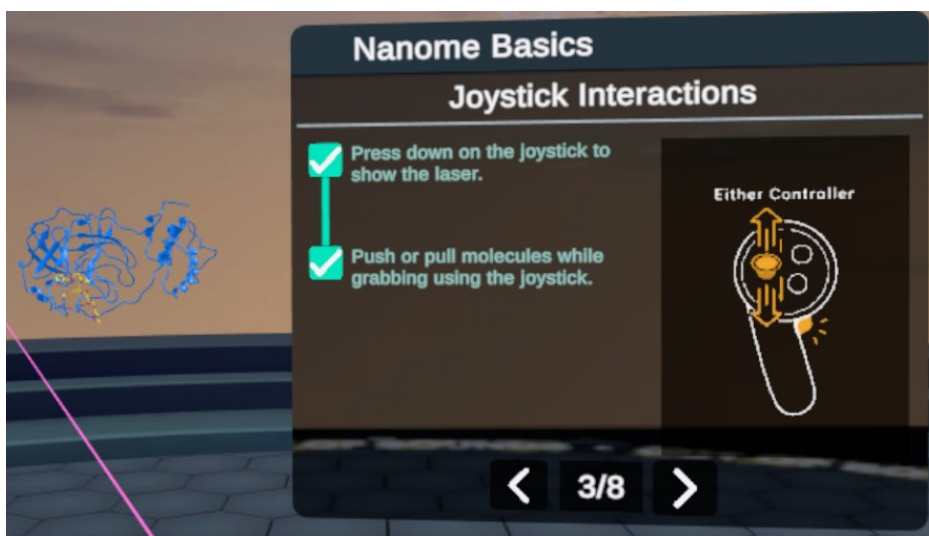 Nanome Basics
Joystick Interactions
Press down on the joystick to
show the laser.
Push or pull molecules while
grabbing using the joystick.
Either Controller
3/8